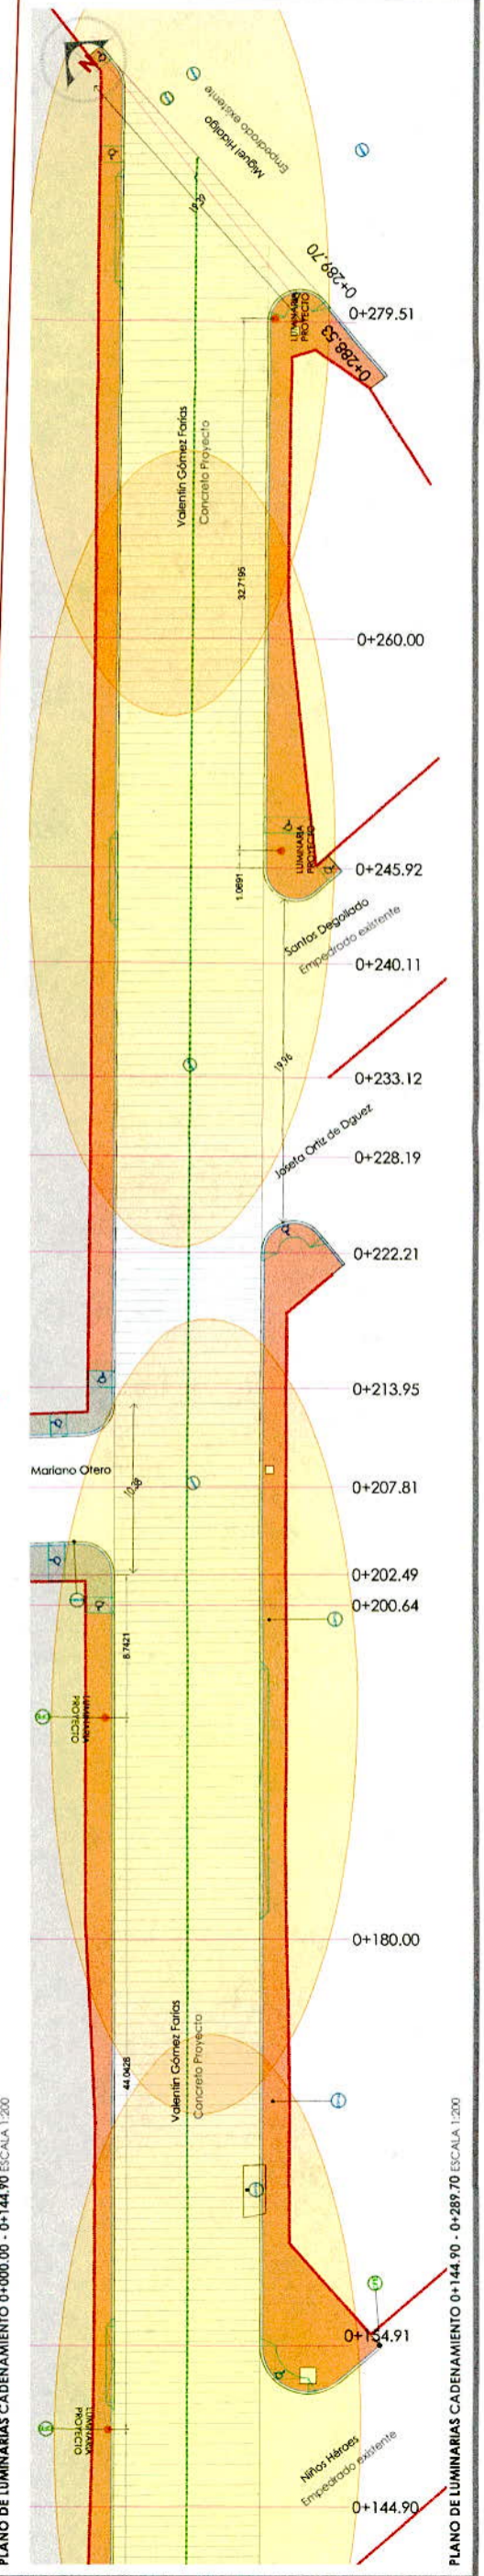 N
Miguel Hidalgo
Empedrado existente
19.39
0+289.70
0+279.51
LUMINARIA
PROYECTO
0+288.53
Valentín Gómez Farías
Concreto Proyecto
32.7195
0+260.00
LUMINARIA
PROYECTO
0+245.92
1.0691
Santos Degollado
Empedrado existente
0+240.11
19.96
0+233.12
Josefa Ortiz de Dguez
0+228.19
0+222.21
0+213.95
Mariano Otero
10.38
0+207.81
0+202.49
0+200.64
8.7421
LUMINARIA
PROYECTO
0+180.00
Valentín Gómez Farías
Concreto Proyecto
44.0428
0+154.91
LUMINARIA
PROYECTO
Niños Héroes
Empedrado existente
0+144.90
PLANO DE LUMINARIAS CADENAMIENTO 0+000.00 - 0+144.90 ESCALA 1:200
PLANO DE LUMINARIAS CADENAMIENTO 0+144.90 - 0+289.70 ESCALA 1:200